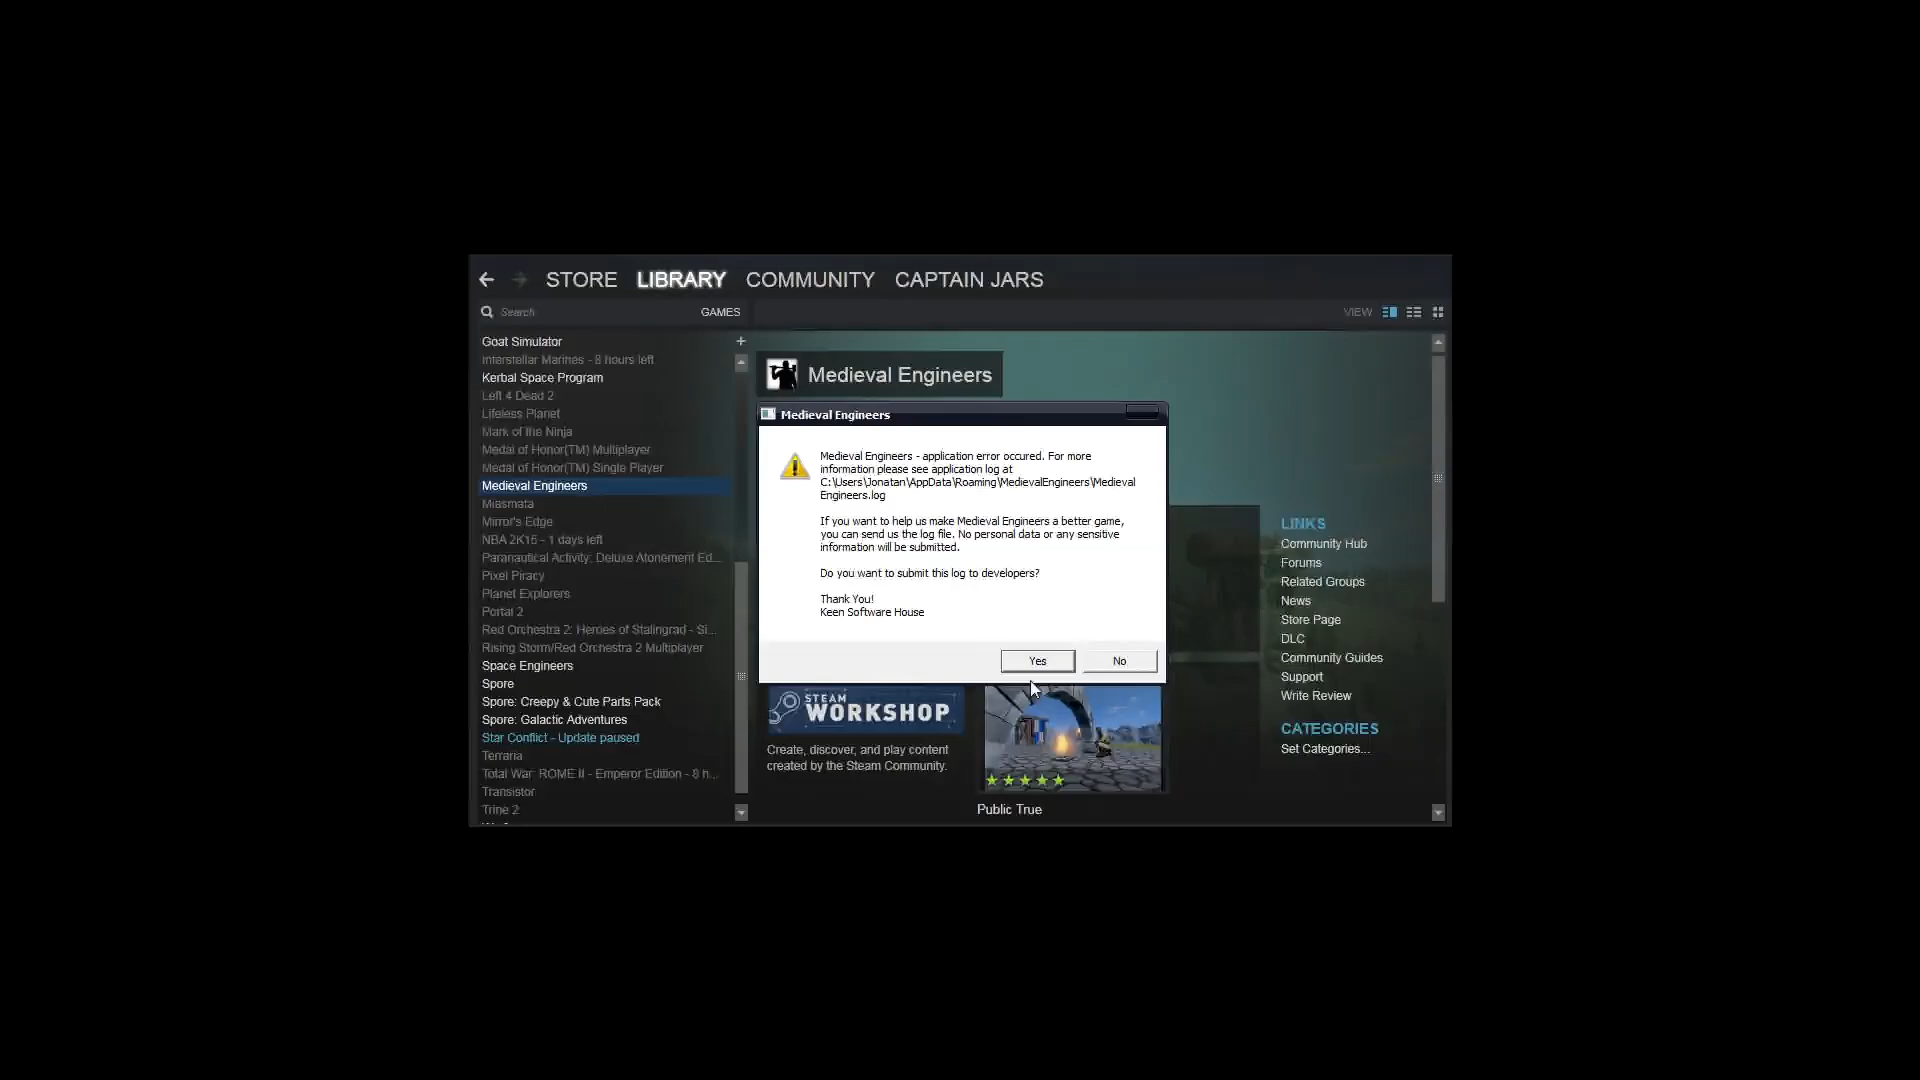 STORE LIBRARY COMMUNITY CAPTAIN JARS
Search GAMES VIEW
Goat Simulator
Interstellar Marines - 8 hours left
Kerbal Space Program
Left 4 Dead 2
Lifeless Planet
Mark of the Ninja
Medal of Honor(TM) Multiplayer
Medal of Honor(TM) Single Player
Medieval Engineers
Miasmata
Mirror's Edge
NBA 2K15 - 1 days left
Paranautical Activity: Deluxe Atonement Ed...
Pixel Piracy
Planet Explorers
Portal 2
Red Orchestra 2: Heroes of Stalingrad - Si...
Rising Storm/Red Orchestra 2 Multiplayer
Space Engineers
Spore
Spore: Creepy & Cute Parts Pack
Spore: Galactic Adventures
Star Conflict - Update paused
Terraria
Total War: ROME II - Emperor Edition - 8 h...
Transistor
Trine 2
Medieval Engineers
Medieval Engineers
Medieval Engineers - application error occured. For more
information please see application log at
C:\Users\Jonatan\AppData\Roaming\MedievalEngineers\Medieval
Engineers.log
If you want to help us make Medieval Engineers a better game,
you can send us the log file. No personal data or any sensitive
information will be submitted.
Do you want to submit this log to developers?
Thank You!
Keen Software House
Yes No
STEAM
WORKSHOP
Create, discover, and play content
created by the Steam Community.
Public True
LINKS
Community Hub
Forums
Related Groups
News
Store Page
DLC
Community Guides
Support
Write Review
CATEGORIES
Set Categories...